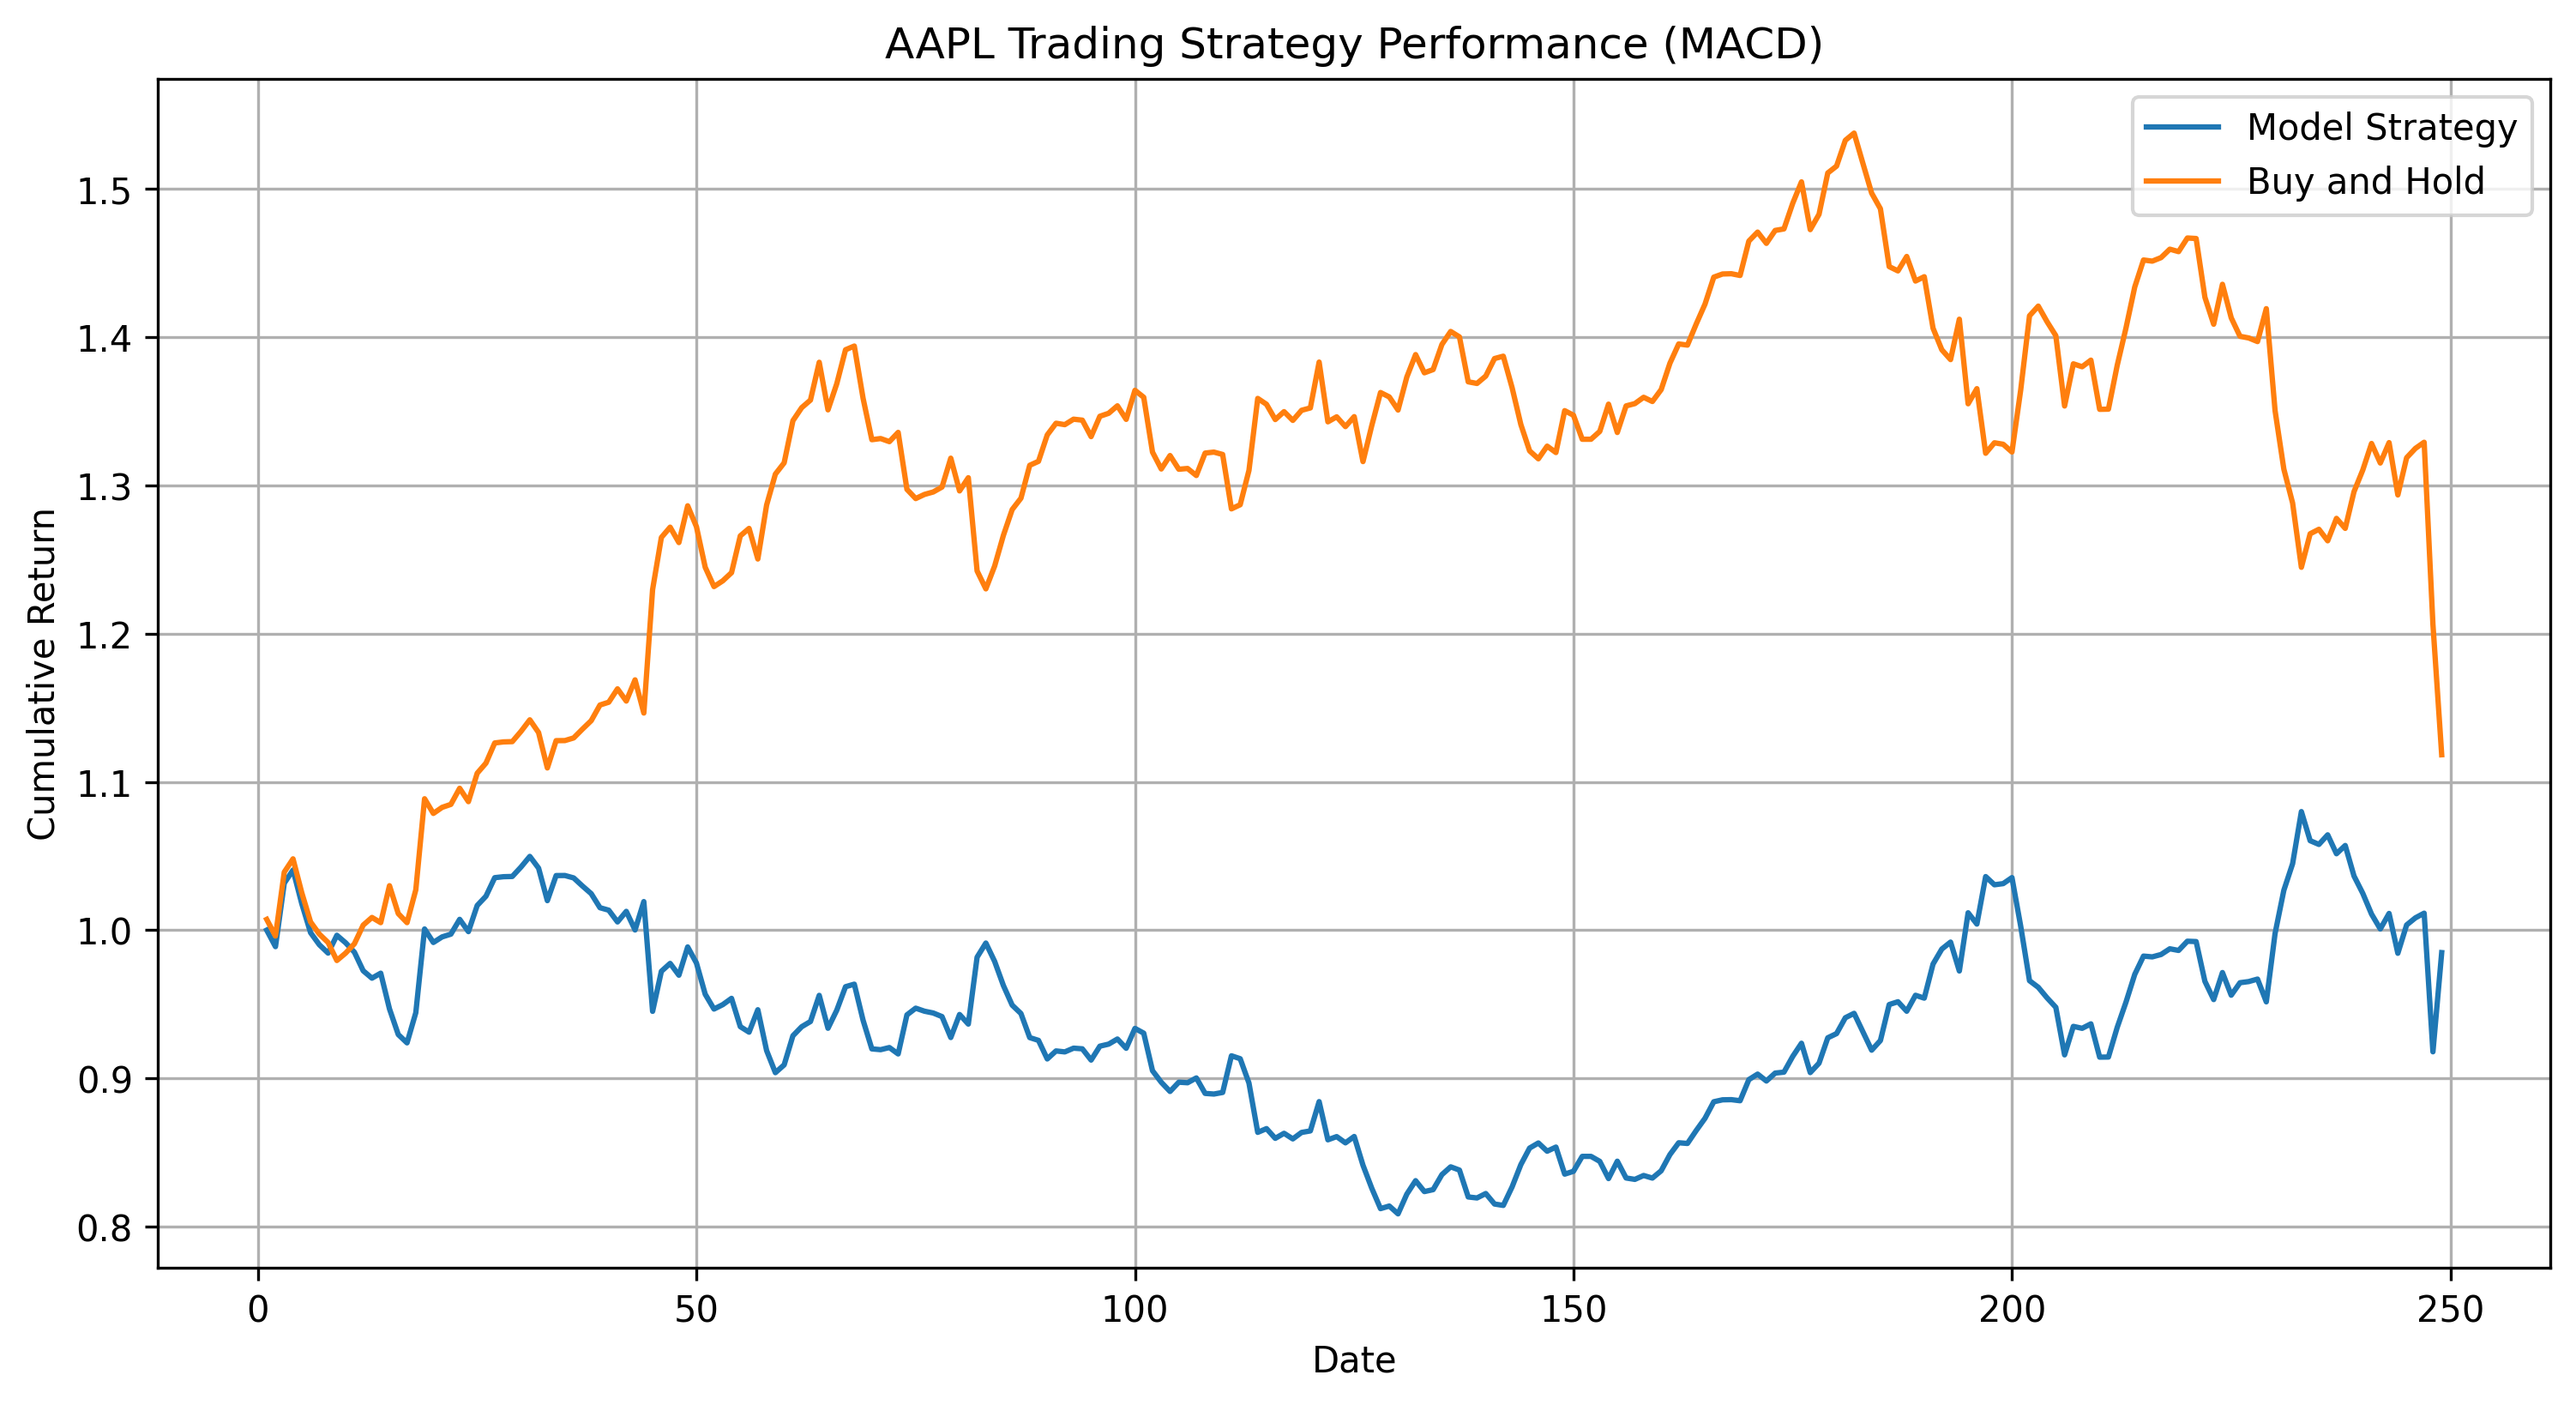 AAPL Trading Strategy Performance (MACD)
Model Strategy
Buy and Hold
Cumulative Return
1.5
1.4
1.3
1.2
1.1
1.0
0.9
0.8
0 50 100 150 200 250
Date